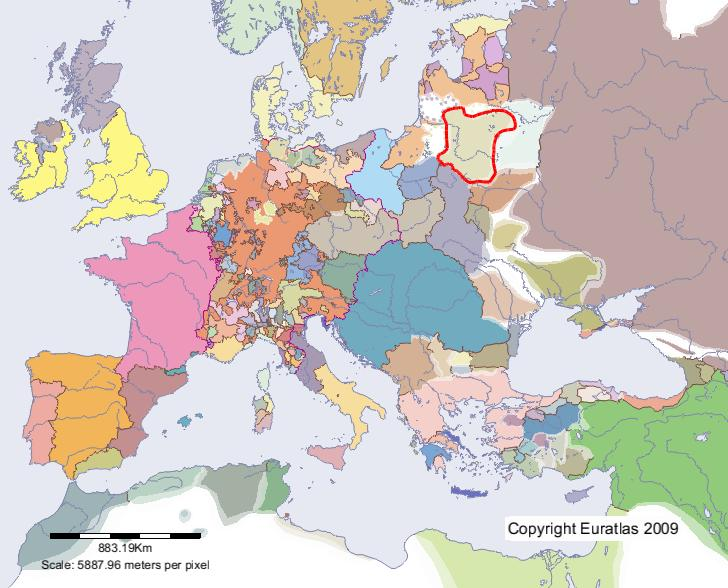 Copyright Euratlas 2009
883.19Km
Scale: 5887.96 meters per pixel